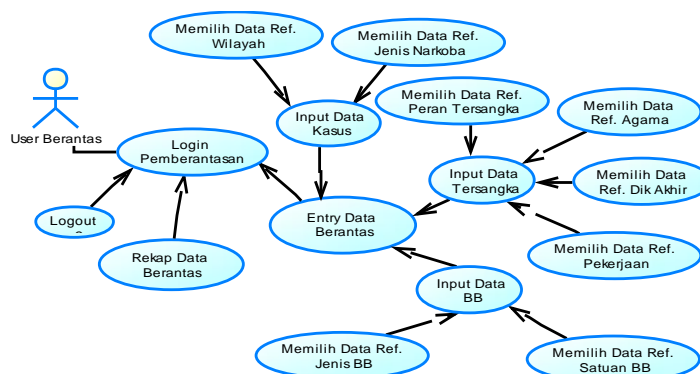 Memilih Data Ref.
Wilayah
Memilih Data Ref.
Jenis Narkoba
User Berantas
Login
Pemberantasan
Input Data
Kasus
Memilih Data Ref.
Peran Tersangka
Memilih Data
Ref. Agama
Input Data
Tersangka
Memilih Data
Ref. Dik Akhir
Logout
Entry Data
Berantas
Rekap Data
Berantas
Memilih Data Ref.
Pekerjaan
Input Data
BB
Memilih Data Ref.
Jenis BB
Memilih Data Ref.
Satuan BB